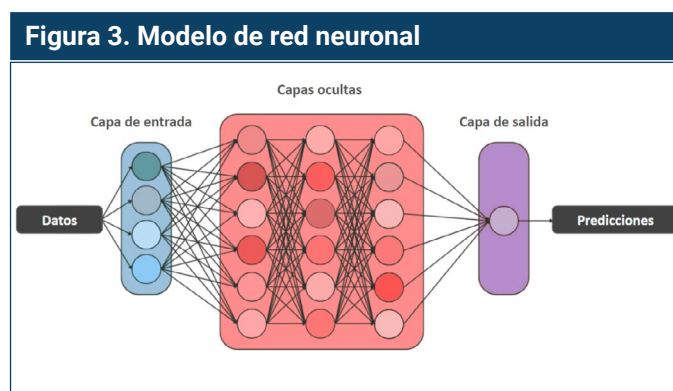 Figura 3. Modelo de red neuronal
Capas ocultas
Capa de entrada
Capa de salida
Datos
Predicciones